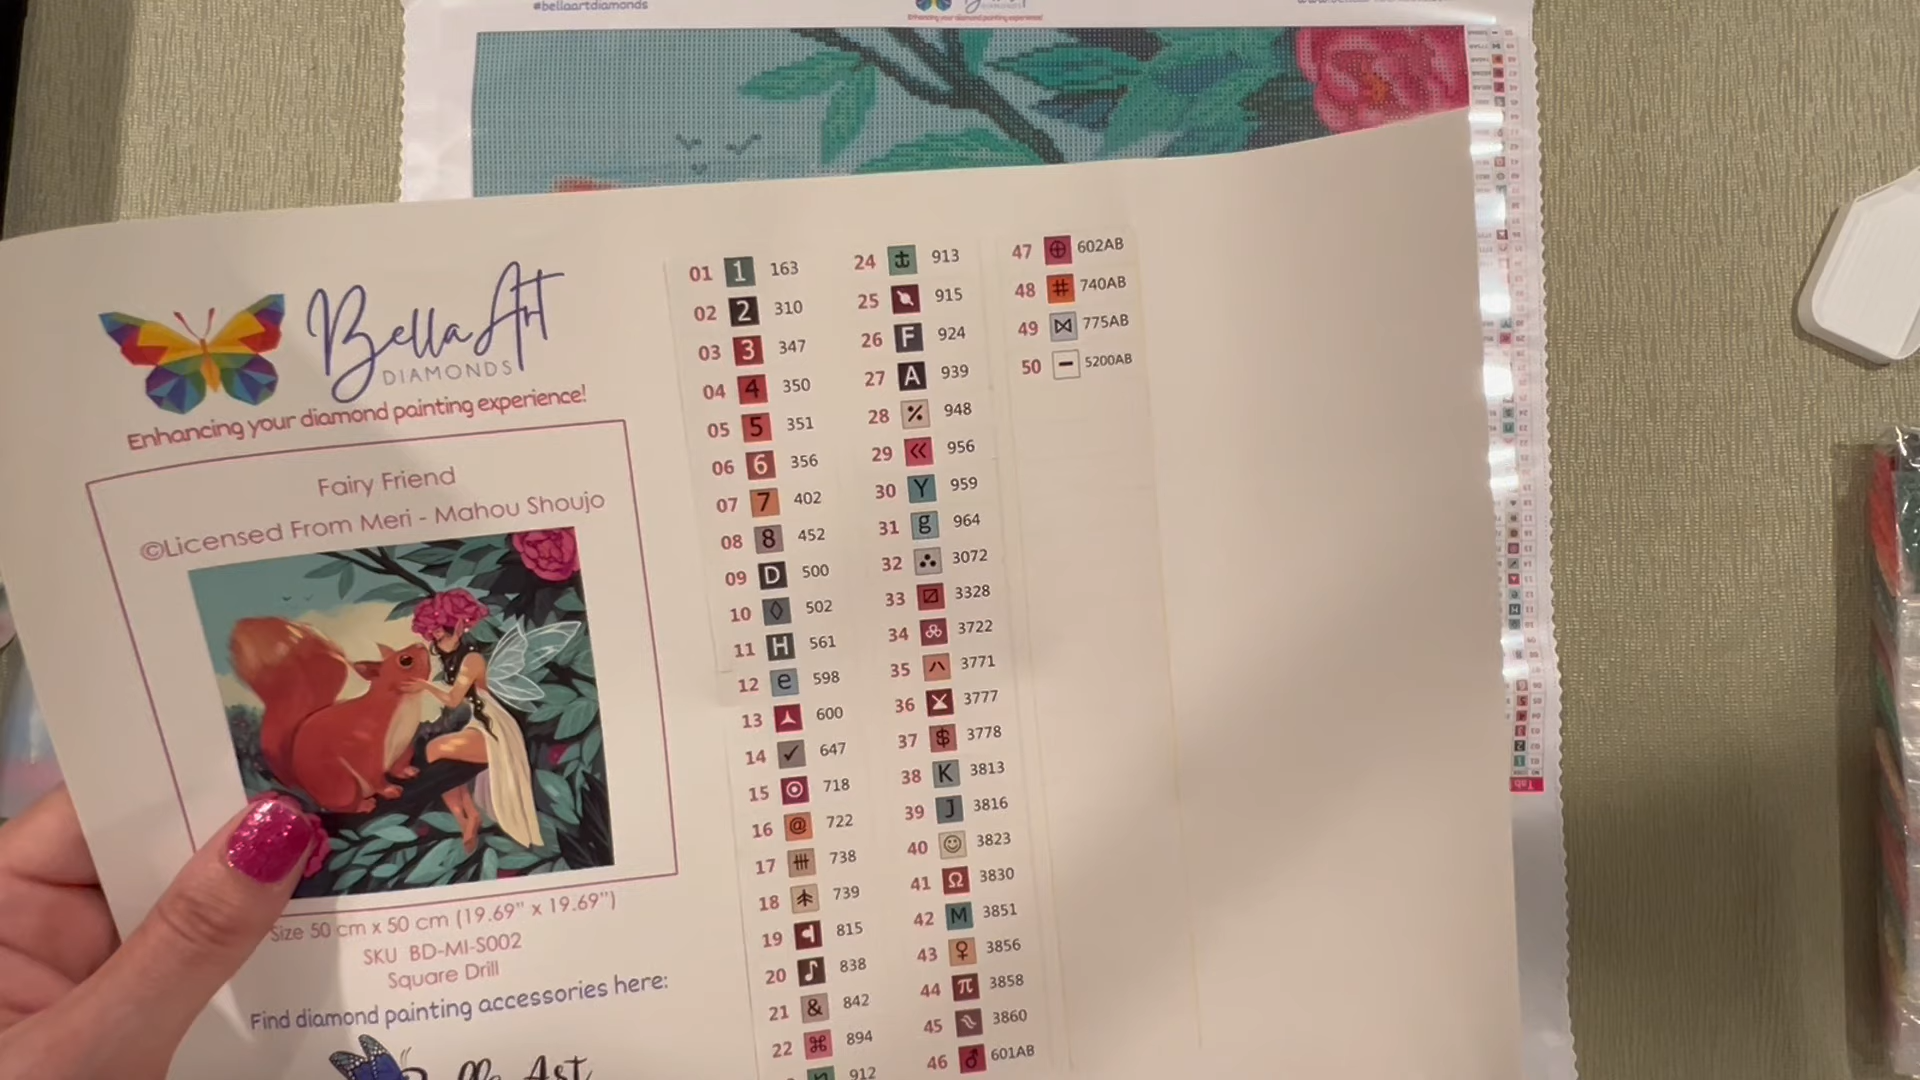 #bellaartdiamonds
Enhancing your diamond painting experience!
Bella Art
DIAMONDS
Enhancing your diamond painting experience!
Fairy Friend
©Licensed From Meri - Mahou Shoujo
Size 50 cm x 50 cm (19.69" x 19.69")
SKU BD-MI-S002
Square Drill
Find diamond painting accessories here:
Bella Art
01 1 163
02 2 310
03 3 347
04 4 350
05 5 351
06 6 356
07 7 402
08 8 452
09 D 500
10 ◊ 502
11 H 561
12 e 598
13 600
14 ✓ 647
15 718
16 @ 722
17 738
18 739
19 815
20 ♪ 838
21 & 842
22 ⌘ 894
912
24 ⚓ 913
25 915
26 F 924
27 A 939
28 ٪ 948
29 « 956
30 Y 959
31 g 964
32 ∴ 3072
33 3328
34 3722
35 3771
36 3777
37 $ 3778
38 K 3813
39 J 3816
40 ☺ 3823
41 Ω 3830
42 M 3851
43 ♀ 3856
44 π 3858
45 3860
46 ♂ 601AB
47 ⊕ 602AB
48 # 740AB
49 ⋈ 775AB
50 − 5200AB